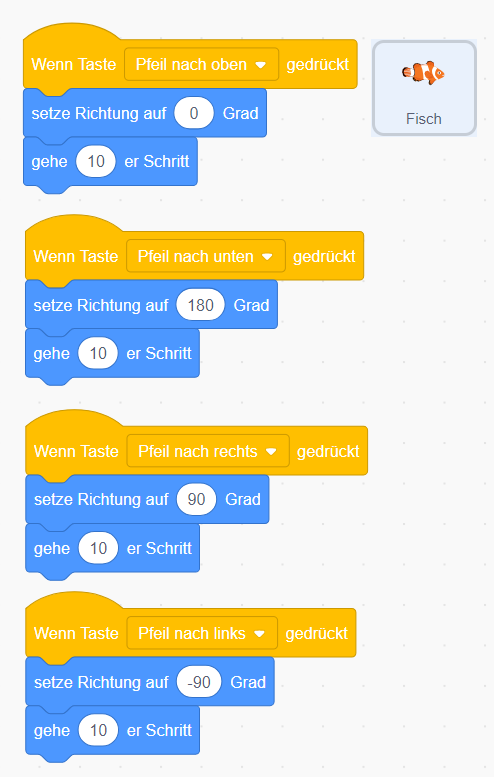 Wenn Taste Pfeil nach oben gedrückt
setze Richtung auf 0 Grad
gehe 10 er Schritt
Fisch
Wenn Taste Pfeil nach unten gedrückt
setze Richtung auf 180 Grad
gehe 10 er Schritt
Wenn Taste Pfeil nach rechts gedrückt
setze Richtung auf 90 Grad
gehe 10 er Schritt
Wenn Taste Pfeil nach links gedrückt
setze Richtung auf -90 Grad
gehe 10 er Schritt